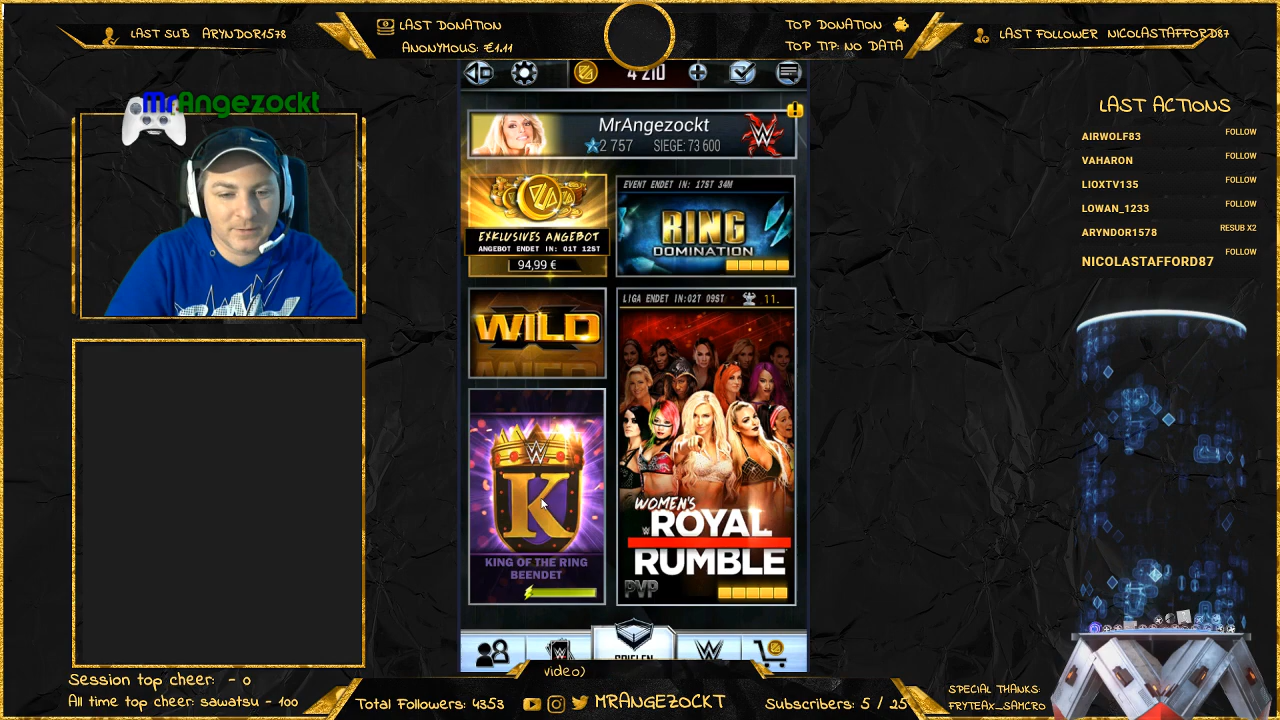 LAST SUB ARYNDOR1578
LAST DONATION
ANONYMOUS: €1.11
TOP DONATION
TOP TIP: NO DATA
LAST FOLLOWER NICOLASTAFFORD87
MrAngezockt
4 210
MrAngezockt
2 757 SIEGE: 73 600
EXKLUSIVES ANGEBOT
ANGEBOT ENDET IN: 01T 12ST
94,99 €
EVENT ENDET IN: 17ST 34M
RING
DOMINATION
WILD
LIGA ENDET IN:02T 09ST 11.
WOMEN'S
ROYAL
RUMBLE
PVP
K
KING OF THE RING
BEENDET
SPIELEN
LAST ACTIONS
AIRWOLF83 FOLLOW
VAHARON FOLLOW
LIOXTV135 FOLLOW
LOWAN_1233 FOLLOW
ARYNDOR1578 RESUB X2
NICOLASTAFFORD87 FOLLOW
video)
Session top cheer: - 0
All time top cheer: sawatsu - 100
Total Followers: 4353
MRANGEZOCKT
Subscribers: 5 / 25
SPECIAL THANKS:
FRYTEAX_SAMCRO